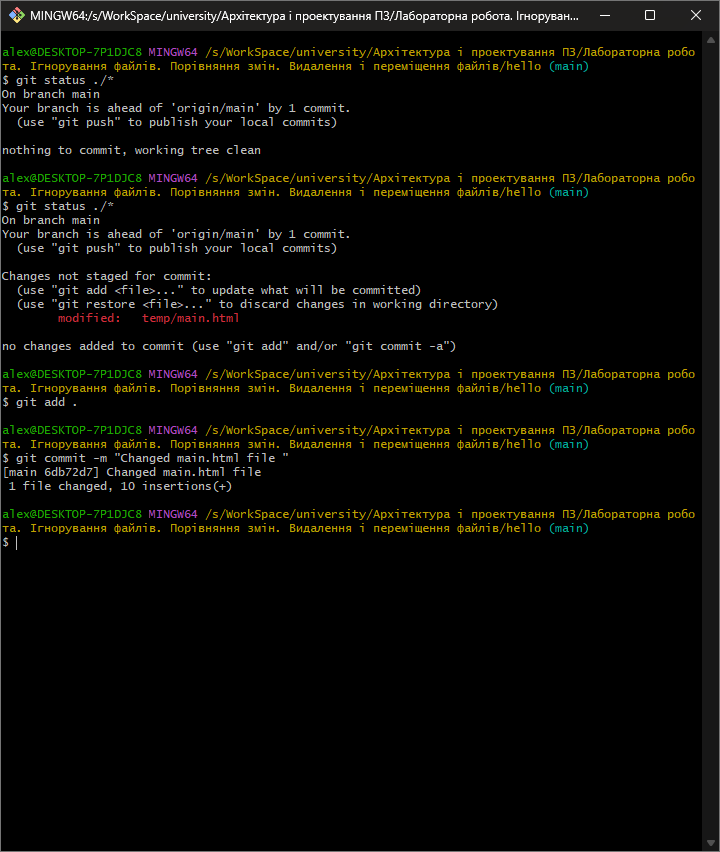 MINGW64:/s/WorkSpace/university/Архітектура і проектування ПЗ/Лабораторна робота. Ігноруван...
alex@DESKTOP-7P1DJC8 MINGW64 /s/WorkSpace/university/Архітектура і проектування ПЗ/Лабораторна робо
та. Ігнорування файлів. Порівняння змін. Видалення і переміщення файлів/hello (main)
$ git status ./*
On branch main
Your branch is ahead of 'origin/main' by 1 commit.
  (use "git push" to publish your local commits)
nothing to commit, working tree clean
alex@DESKTOP-7P1DJC8 MINGW64 /s/WorkSpace/university/Архітектура і проектування ПЗ/Лабораторна робо
та. Ігнорування файлів. Порівняння змін. Видалення і переміщення файлів/hello (main)
$ git status ./*
On branch main
Your branch is ahead of 'origin/main' by 1 commit.
  (use "git push" to publish your local commits)
Changes not staged for commit:
  (use "git add <file>..." to update what will be committed)
  (use "git restore <file>..." to discard changes in working directory)
        modified:   temp/main.html
no changes added to commit (use "git add" and/or "git commit -a")
alex@DESKTOP-7P1DJC8 MINGW64 /s/WorkSpace/university/Архітектура і проектування ПЗ/Лабораторна робо
та. Ігнорування файлів. Порівняння змін. Видалення і переміщення файлів/hello (main)
$ git add .
alex@DESKTOP-7P1DJC8 MINGW64 /s/WorkSpace/university/Архітектура і проектування ПЗ/Лабораторна робо
та. Ігнорування файлів. Порівняння змін. Видалення і переміщення файлів/hello (main)
$ git commit -m "Changed main.html file "
[main 6db72d7] Changed main.html file
 1 file changed, 10 insertions(+)
alex@DESKTOP-7P1DJC8 MINGW64 /s/WorkSpace/university/Архітектура і проектування ПЗ/Лабораторна робо
та. Ігнорування файлів. Порівняння змін. Видалення і переміщення файлів/hello (main)
$